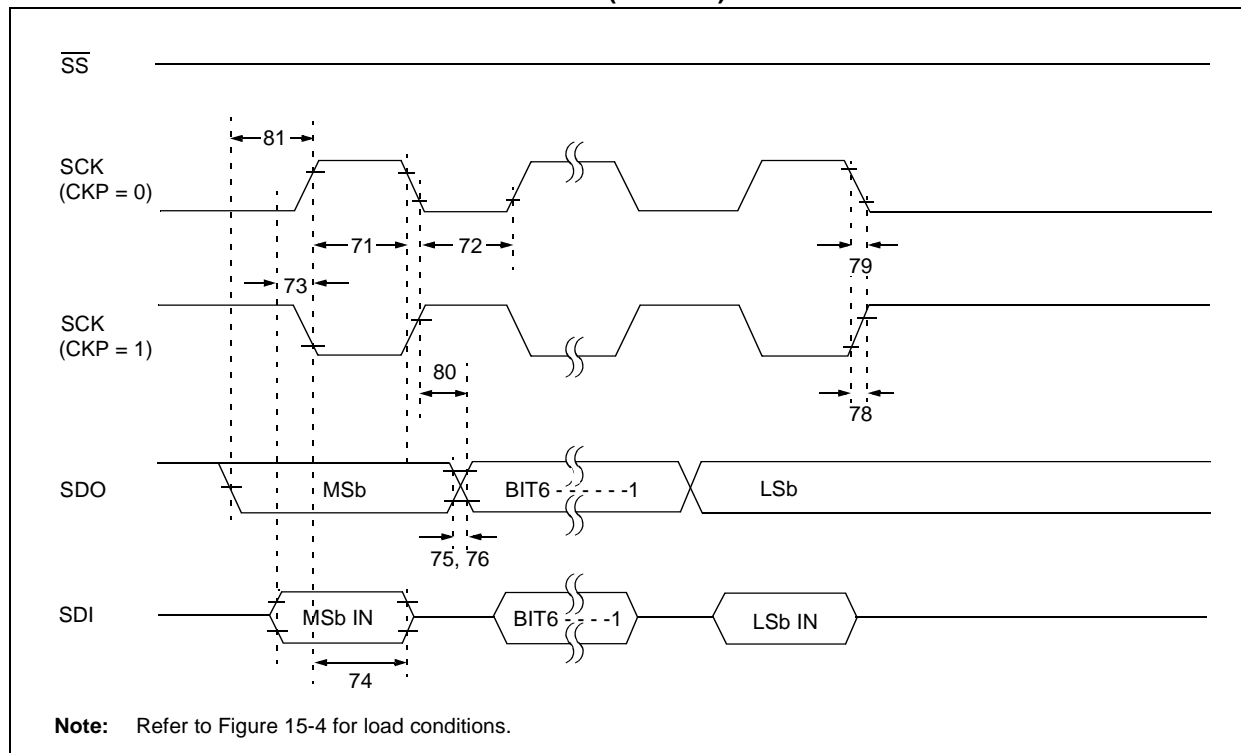 SS
81
SCK
(CKP = 0)
71
72
79
73
SCK
(CKP = 1)
80
78
SDO
MSb
BIT6 - - - - - -1
LSb
75, 76
SDI
MSb IN
BIT6 - - - - -1
LSb IN
74
Note: Refer to Figure 15-4 for load conditions.